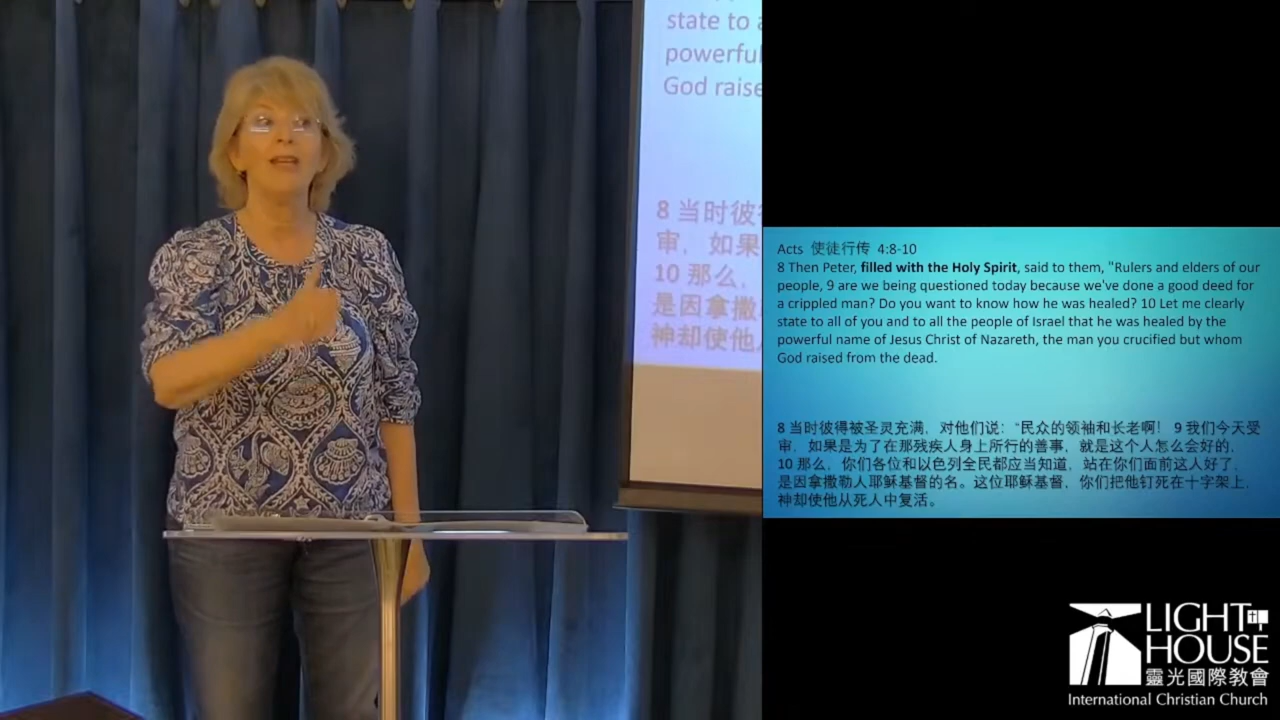 state to
powerful
God raise
8 当时彼
审，如果
10 那么，
是因拿撒
神却使他
Acts 使徒行传 4:8-10
8 Then Peter, filled with the Holy Spirit, said to them, "Rulers and elders of our
people, 9 are we being questioned today because we've done a good deed for
a crippled man? Do you want to know how he was healed? 10 Let me clearly
state to all of you and to all the people of Israel that he was healed by the
powerful name of Jesus Christ of Nazareth, the man you crucified but whom
God raised from the dead.
8 当时彼得被圣灵充满，对他们说：“民众的领袖和长老啊！ 9 我们今天受
审，如果是为了在那残疾人身上所行的善事，就是这个人怎么会好的，
10 那么，你们各位和以色列全民都应当知道，站在你们面前这人好了，
是因拿撒勒人耶稣基督的名。这位耶稣基督，你们把他钉死在十字架上，
神却使他从死人中复活。
LIGHT
HOUSE
靈光國際教會
International Christian Church